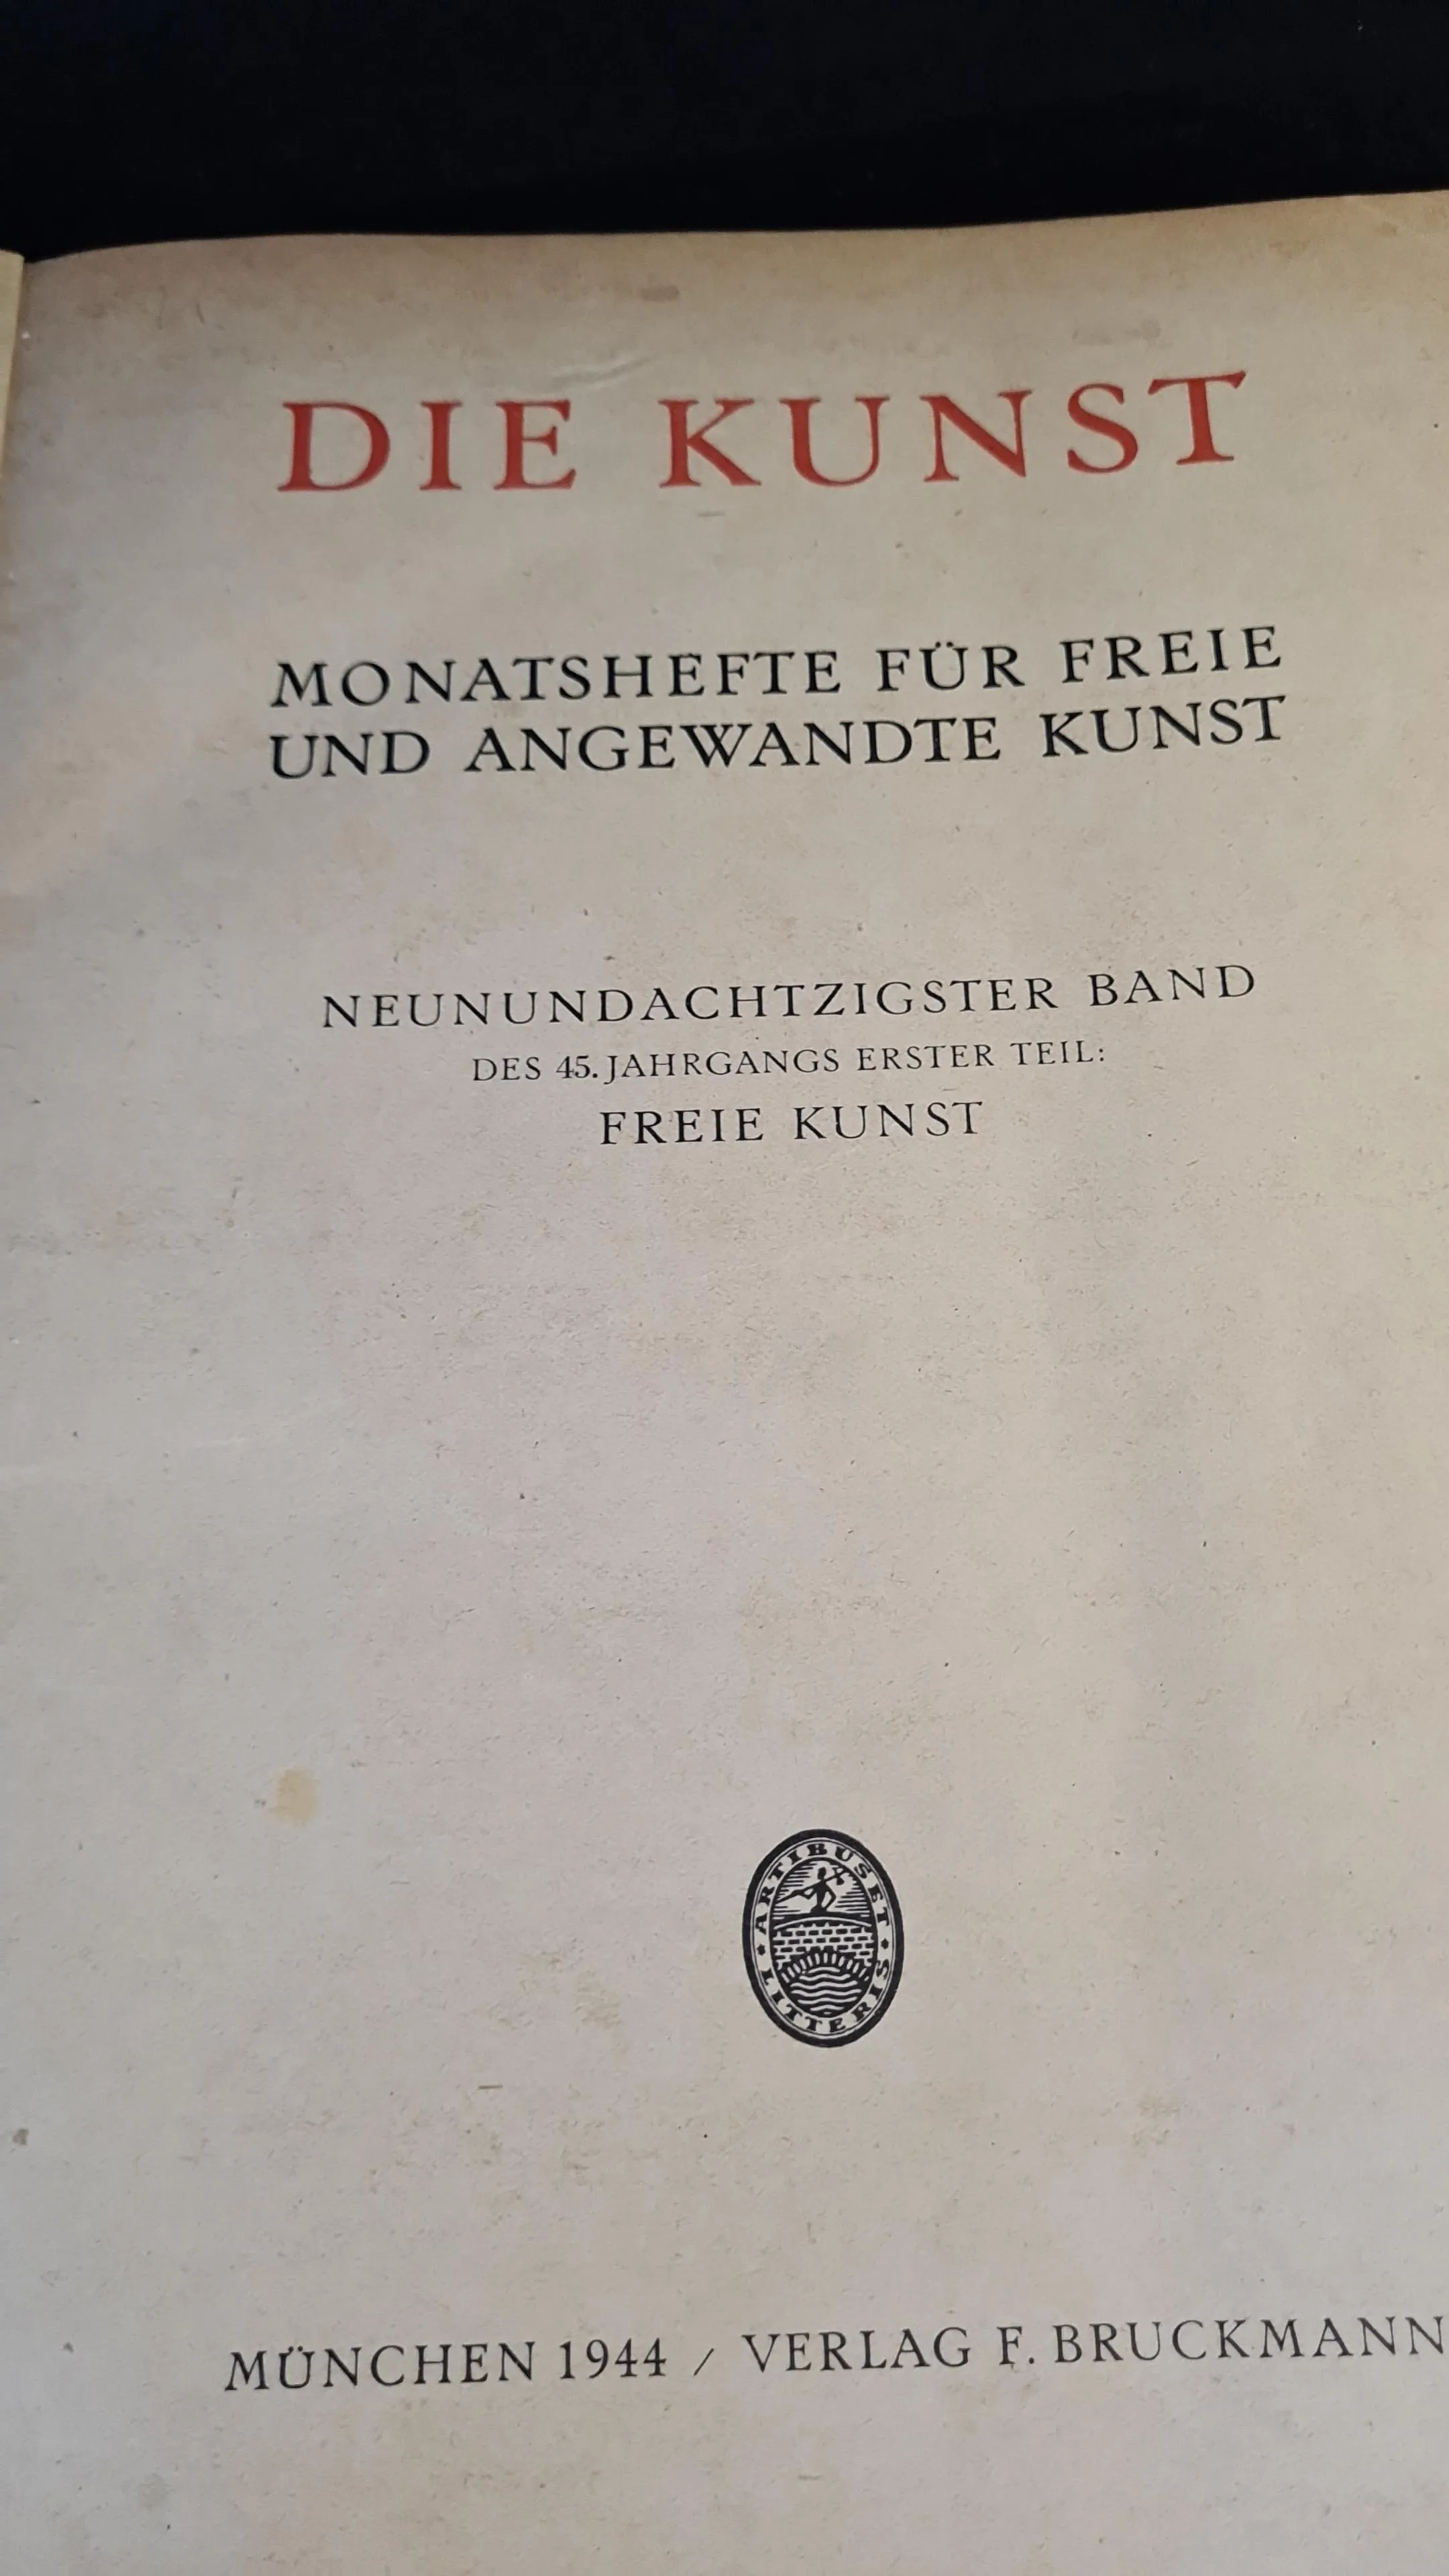 DIE KUNST
MONATSHEFTE FÜR FREIE
UND ANGEWANDTE KUNST
NEUNUNDACHTZIGSTER BAND
DES 45. JAHRGANGS ERSTER TEIL:
FREIE KUNST
ARTIBUS ET • LITTERIS •
MÜNCHEN 1944 / VERLAG F. BRUCKMANN